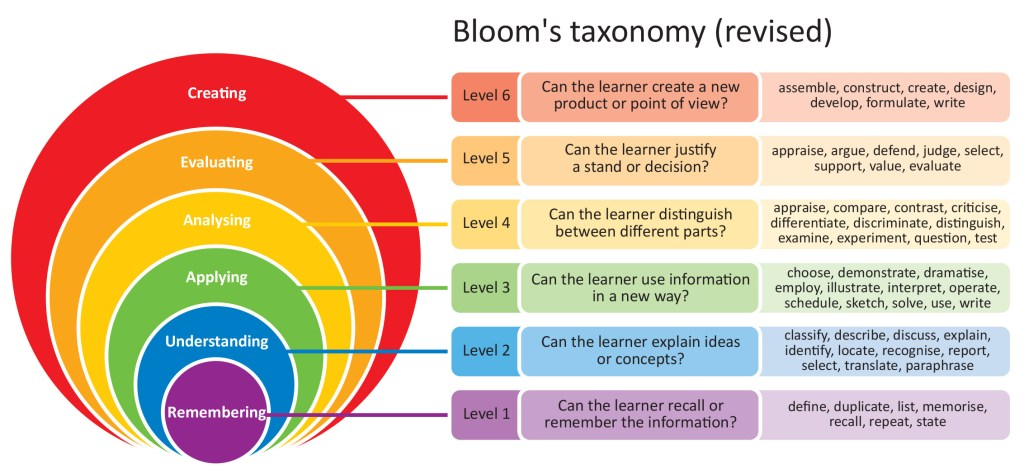 Bloom's taxonomy (revised)
Creating
Level 6
Can the learner create a new
product or point of view?
assemble, construct, create, design,
develop, formulate, write
Evaluating
Level 5
Can the learner justify
a stand or decision?
appraise, argue, defend, judge, select,
support, value, evaluate
Analysing
Level 4
Can the learner distinguish
between different parts?
appraise, compare, contrast, criticise,
differentiate, discriminate, distinguish,
examine, experiment, question, test
Applying
Level 3
Can the learner use information
in a new way?
choose, demonstrate, dramatise,
employ, illustrate, interpret, operate,
schedule, sketch, solve, use, write
Understanding
Level 2
Can the learner explain ideas
or concepts?
classify, describe, discuss, explain,
identify, locate, recognise, report,
select, translate, paraphrase
Remembering
Level 1
Can the learner recall or
remember the information?
define, duplicate, list, memorise,
recall, repeat, state